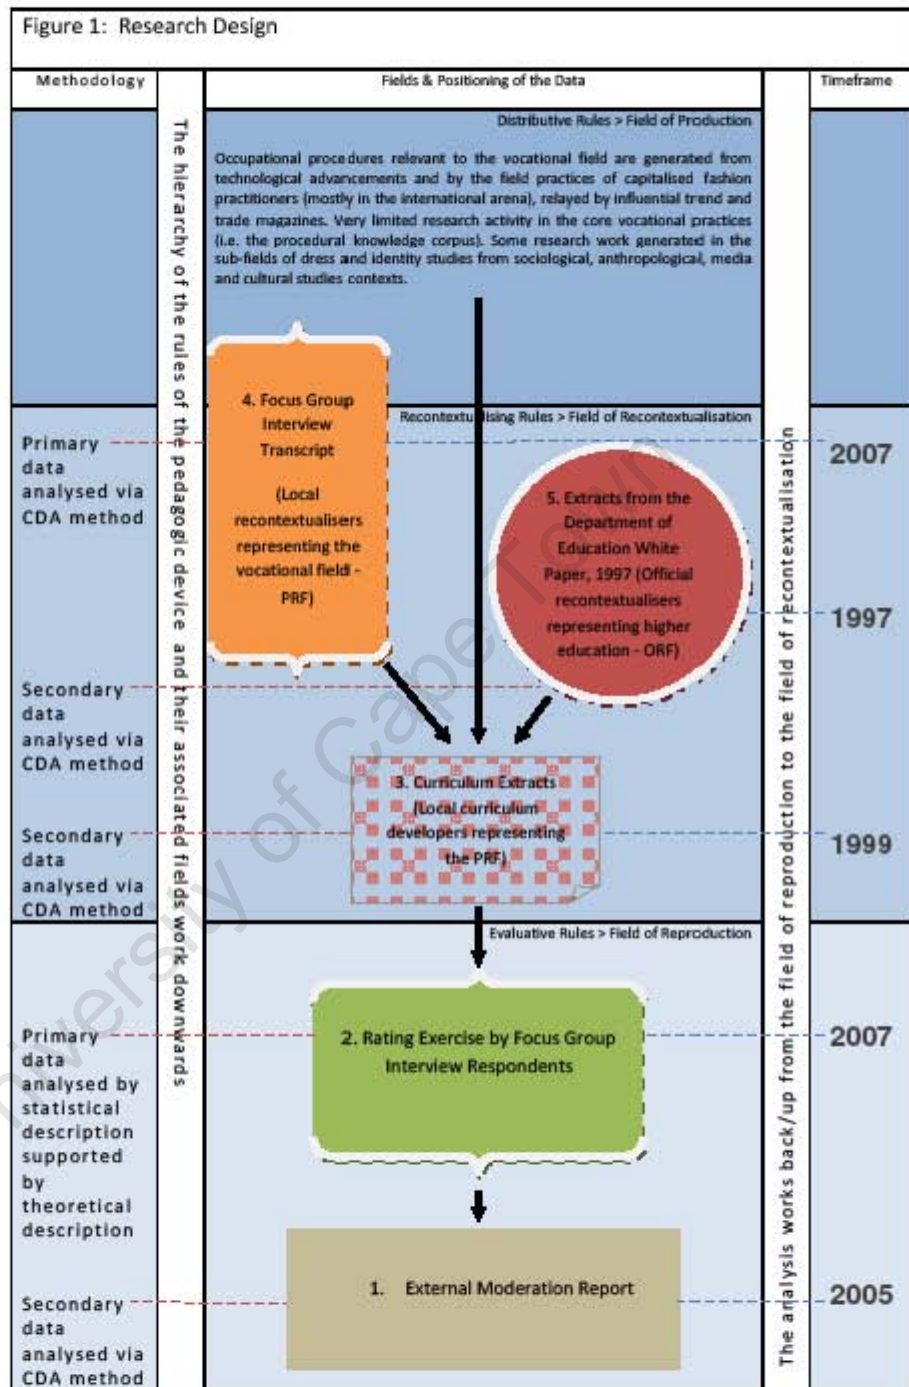 Figure 1: Research Design
Methodology
Fields & Positioning of the Data
Timeframe
The hierarchy of the rules of the pedagogic device and their associated fields work downwards
Distributive Rules > Field of Production
Occupational procedures relevant to the vocational field are generated from
technological advancements and by the field practices of capitalised fashion
practitioners (mostly in the international arena), relayed by influential trend and
trade magazines. Very limited research activity in the core vocational practices
(i.e. the procedural knowledge corpus). Some research work generated in the
sub-fields of dress and identity studies from sociological, anthropological, media
and cultural studies contexts.
The analysis works back/up from the field of reproduction to the field of recontextualisation
Recontextualising Rules > Field of Recontextualisation
Primary
data
analysed via
CDA method
4. Focus Group
Interview
Transcript
(Local
recontextualisers
representing the
vocational field -
PRF)
2007
5. Extracts from the
Department of
Education White
Paper, 1997 (Official
recontextualisers
representing higher
education - ORF)
1997
Secondary
data
analysed via
CDA method
3. Curriculum Extracts
(Local curriculum
developers representing
the PRF)
Secondary
data
analysed via
CDA method
1999
Evaluative Rules > Field of Reproduction
Primary
data
analysed by
statistical
description
supported
by
theoretical
description
2. Rating Exercise by Focus Group
Interview Respondents
2007
1. External Moderation Report
Secondary
data
analysed via
CDA method
2005
University of Cape Town